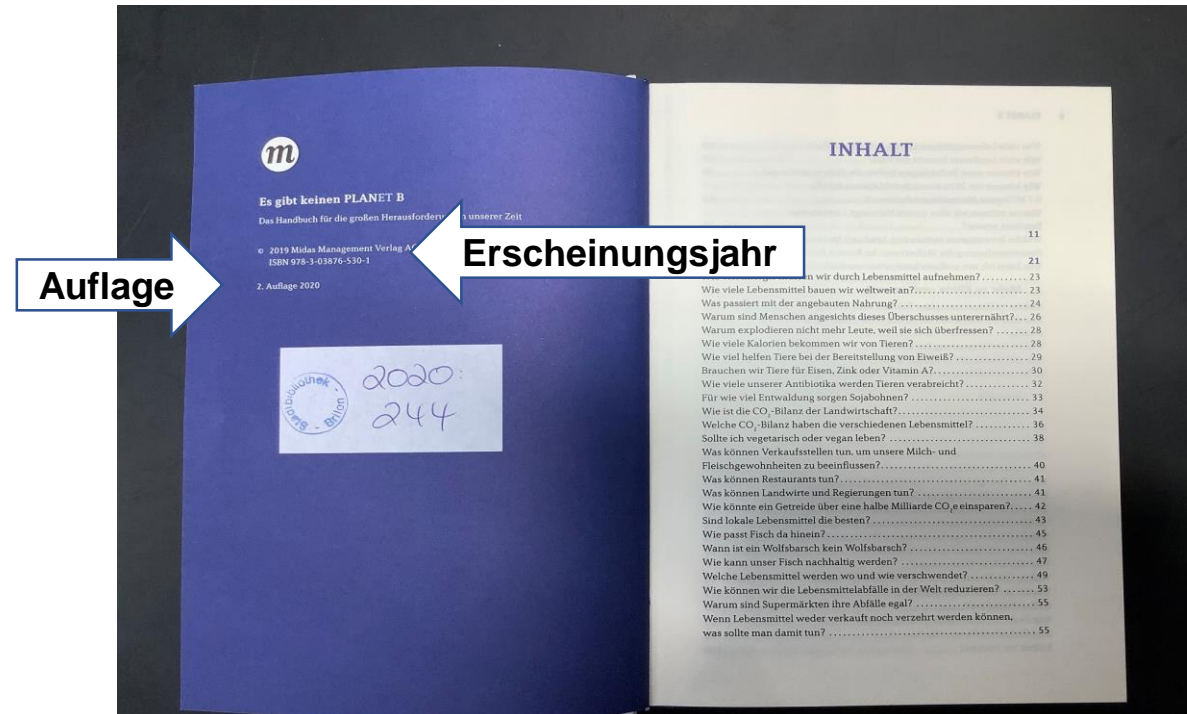 m
Es gibt keinen PLANET B
Das Handbuch für die großen Herausforderungen unserer Zeit
© 2019 Midas Management Verlag AG
ISBN 978-3-03876-530-1
2. Auflage 2020
Auflage
Erscheinungsjahr
Stadtbibliothek - Brilon -
2020:
244
INHALT
11
21
wir durch Lebensmittel aufnehmen? 23
Wie viele Lebensmittel bauen wir weltweit an? 23
Was passiert mit der angebauten Nahrung? 24
Warum sind Menschen angesichts dieses Überschusses unterernährt? 26
Warum explodieren nicht mehr Leute, weil sie sich überfressen? 28
Wie viele Kalorien bekommen wir von Tieren? 28
Wie viel helfen Tiere bei der Bereitstellung von Eiweiß? 29
Brauchen wir Tiere für Eisen, Zink oder Vitamin A? 30
Wie viele unserer Antibiotika werden Tieren verabreicht? 32
Für wie viel Entwaldung sorgen Sojabohnen? 33
Wie ist die CO₂-Bilanz der Landwirtschaft? 34
Welche CO₂-Bilanz haben die verschiedenen Lebensmittel? 36
Sollte ich vegetarisch oder vegan leben? 38
Was können Verkaufsstellen tun, um unsere Milch- und
Fleischgewohnheiten zu beeinflussen? 40
Was können Restaurants tun? 41
Was können Landwirte und Regierungen tun? 41
Wie könnte ein Getreide über eine halbe Milliarde CO₂e einsparen? 42
Sind lokale Lebensmittel die besten? 43
Wie passt Fisch da hinein? 45
Wann ist ein Wolfsbarsch kein Wolfsbarsch? 46
Wie kann unser Fisch nachhaltig werden? 47
Welche Lebensmittel werden wo und wie verschwendet? 49
Wie können wir die Lebensmittelabfälle in der Welt reduzieren? 53
Warum sind Supermärkten ihre Abfälle egal? 55
Wenn Lebensmittel weder verkauft noch verzehrt werden können,
was sollte man damit tun? 55